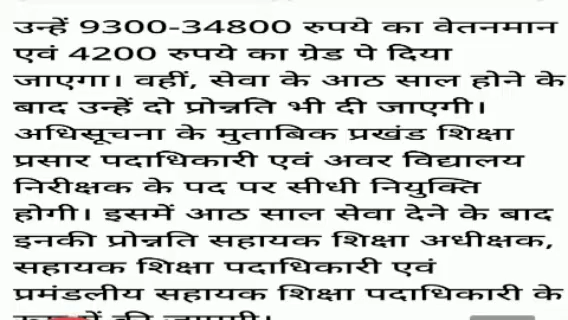 उन्हें 9300-34800 रुपये का वेतनमान
एवं 4200 रुपये का ग्रेड पे दिया
जाएगा। वहीं, सेवा के आठ साल होने के
बाद उन्हें दो प्रोन्नति भी दी जाएगी।
अधिसूचना के मुताबिक प्रखंड शिक्षा
प्रसार पदाधिकारी एवं अवर विद्यालय
निरीक्षक के पद पर सीधी नियुक्ति
होगी। इसमें आठ साल सेवा देने के बाद
इनकी प्रोन्नति सहायक शिक्षा अधीक्षक,
सहायक शिक्षा पदाधिकारी एवं
प्रमंडलीय सहायक शिक्षा पदाधिकारी के